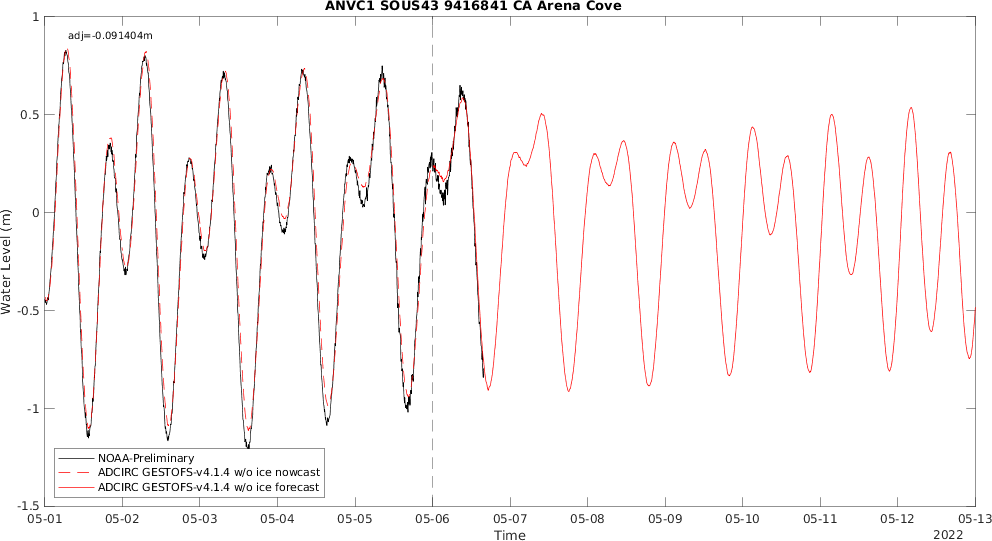 ANVC1 SOUS43 9416841 CA Arena Cove
adj=-0.091404m
1
0.5
0
-0.5
-1
-1.5
Water Level (m)
NOAA-Preliminary
ADCIRC GESTOFS-v4.1.4 w/o ice nowcast
ADCIRC GESTOFS-v4.1.4 w/o ice forecast
05-01 05-02 05-03 05-04 05-05 05-06 05-07 05-08 05-09 05-10 05-11 05-12 05-13
Time
2022